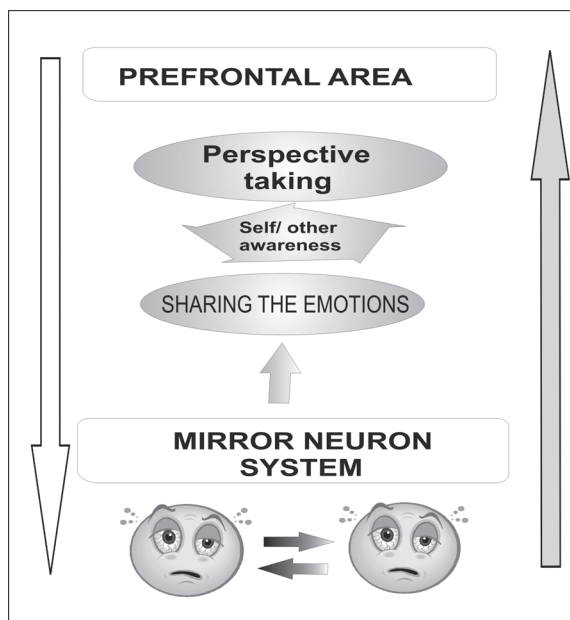 PREFRONTAL AREA
Perspective
taking
Self/ other
awareness
SHARING THE EMOTIONS
MIRROR NEURON
SYSTEM